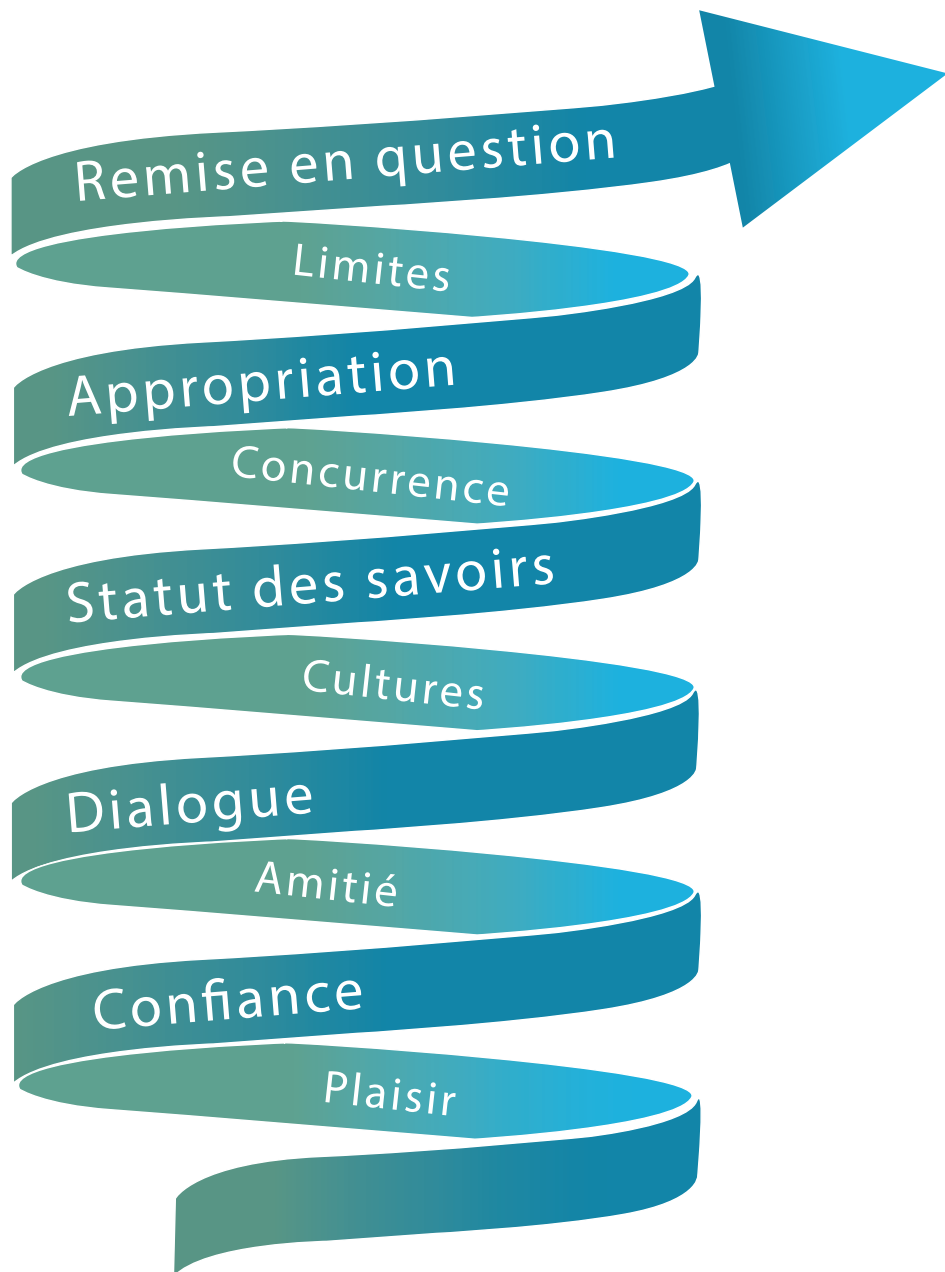 Remise en question
Limites
Appropriation
Concurrence
Statut des savoirs
Cultures
Dialogue
Amitié
Confiance
Plaisir